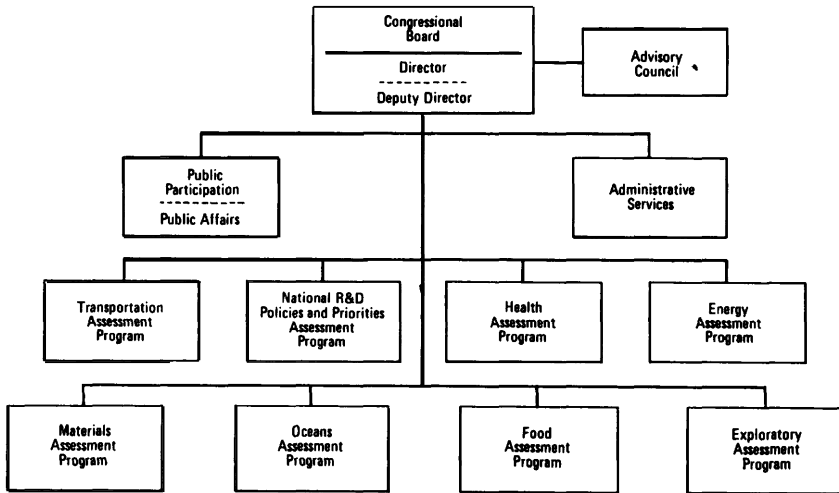 Congressional
Board
Director
Deputy Director
Advisory
Council
Public
Participation
Public Affairs
Administrative
Services
Transportation
Assessment
Program
National R&D
Policies and Priorities
Assessment
Program
Health
Assessment
Program
Energy
Assessment
Program
Materials
Assessment
Program
Oceans
Assessment
Program
Food
Assessment
Program
Exploratory
Assessment
Program